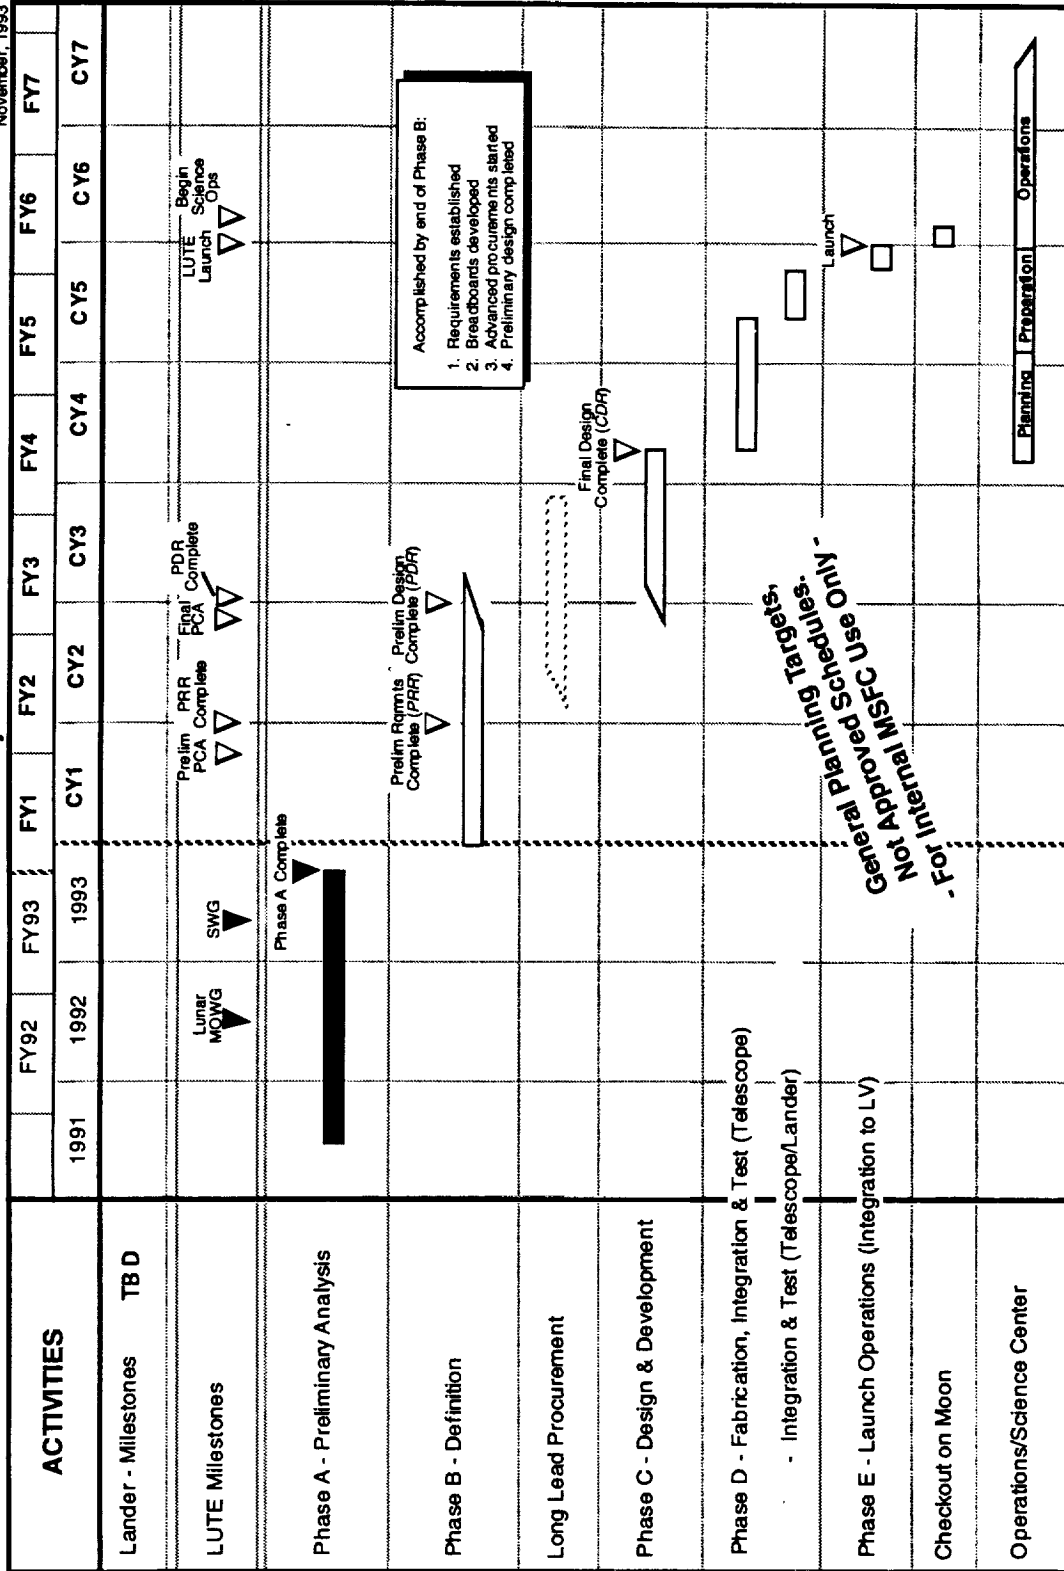 November, 1993
ACTIVITIES
FY92
FY93
FY1
FY2
FY3
FY4
FY5
FY6
FY7
1991
1992
1993
CY1
CY2
CY3
CY4
CY5
CY6
CY7
Lander - Milestones TBD
LUTE Milestones
Lunar
MOWG
SWG
Prelim
PCA
PRR
Complete
Final
PCA
PDR
Complete
LUTE
Launch
Begin
Science
Ops
Phase A - Preliminary Analysis
Phase A Complete
Phase B - Definition
Prelim Rqmnts
Complete (PRR)
Prelim Design
Complete (PDR)
Accomplished by end of Phase B:
1. Requirements established
2. Breadboards developed
3. Advanced procurements started
4. Preliminary design completed
Long Lead Procurement
Phase C - Design & Development
Final Design
Complete (CDR)
Phase D - Fabrication, Integration & Test (Telescope)
- Integration & Test (Telescope/Lander)
Phase E - Launch Operations (Integration to LV)
Launch
Checkout on Moon
Operations/Science Center
Planning
Preparation
Operations
General Planning Targets,
Not Approved Schedules.
- For Internal MSFC Use Only -